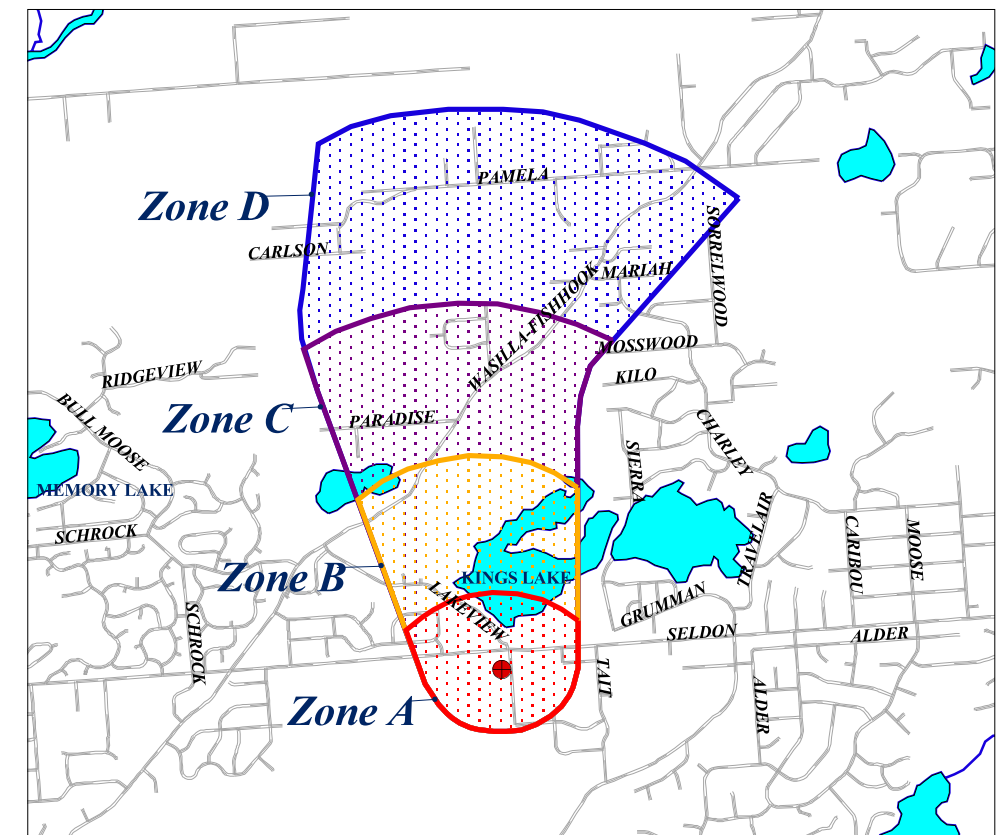 PAMELA
Zone D
SORRELWOOD
CARLSON
MARIAH
WASHLLA-FISHHOOK
MOSSWOOD
RIDGEVIEW
KILO
BULL MOOSE
Zone C
PARADISE
CHARLEY
SIERRA
MEMORY LAKE
TRAVELAIR
CARIBOU
MOOSE
SCHROCK
Zone B
KINGS LAKE
LAKEVIEW
GRUMMAN
SCHROCK
SELDON
ALDER
TAIT
ALDER
Zone A